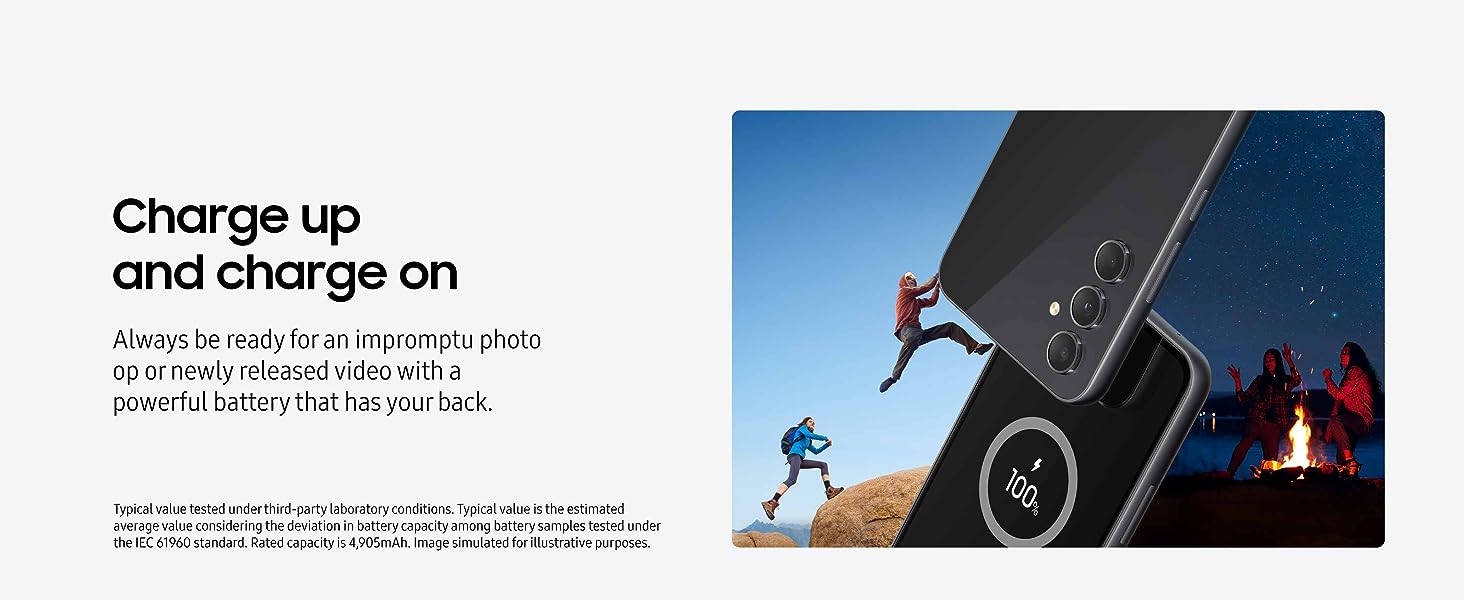 Charge up
and charge on
Always be ready for an impromptu photo
op or newly released video with a
powerful battery that has your back.
Typical value tested under third-party laboratory conditions. Typical value is the estimated
average value considering the deviation in battery capacity among battery samples tested under
the IEC 61960 standard. Rated capacity is 4,905mAh. Image simulated for illustrative purposes.
100%